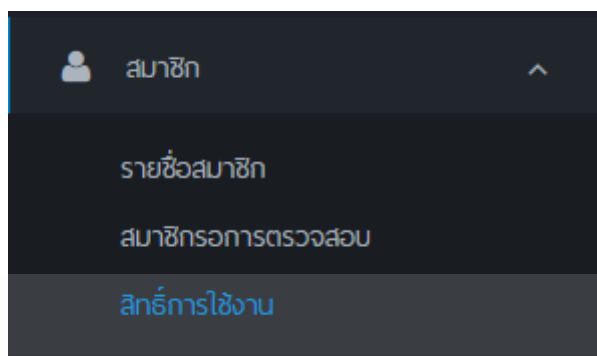 สมาชิก
รายชื่อสมาชิก
สมาชิกรอการตรวจสอบ
สิทธิ์การใช้งาน